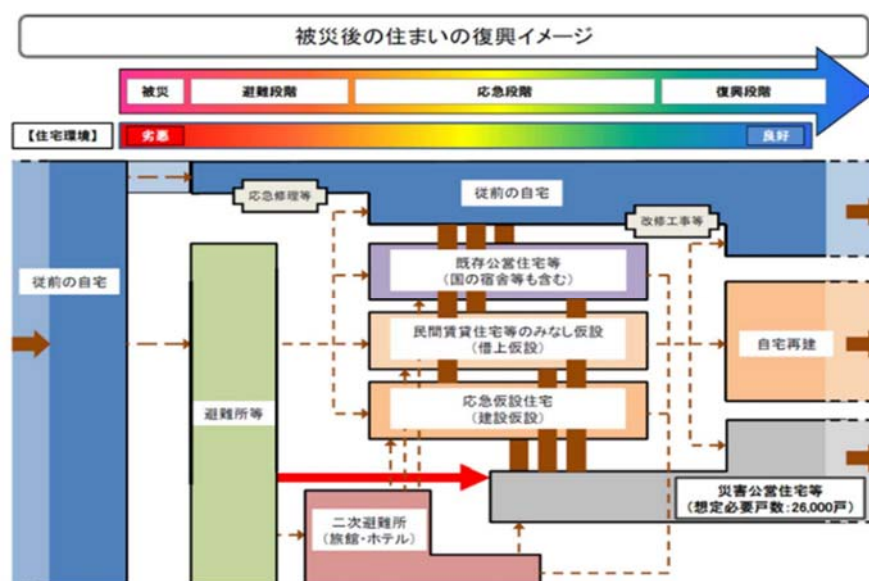 被災後の住まいの復興イメージ
被災
避難段階
応急段階
復興段階
【住宅環境】
劣悪
良好
応急修理等
従前の自宅
改修工事等
従前の自宅
既存公営住宅等
(国の宿舎等も含む)
民間賃貸住宅等のみなし仮設
(借上仮設)
自宅再建
応急仮設住宅
(建設仮設)
避難所等
災害公営住宅等
(想定必要戸数:26,000戸)
二次避難所
(旅館・ホテル)